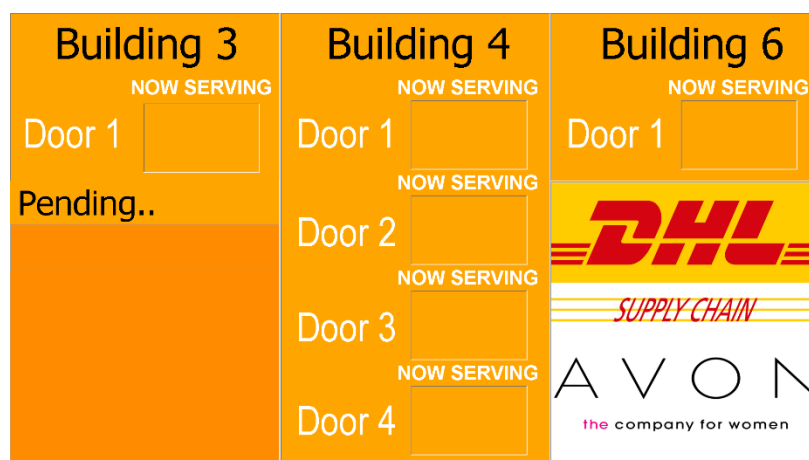 Building 3
NOW SERVING
Door 1
Pending..
Building 4
NOW SERVING
Door 1
NOW SERVING
Door 2
NOW SERVING
Door 3
NOW SERVING
Door 4
Building 6
NOW SERVING
Door 1
DHL
SUPPLY CHAIN
AVON
the company for women